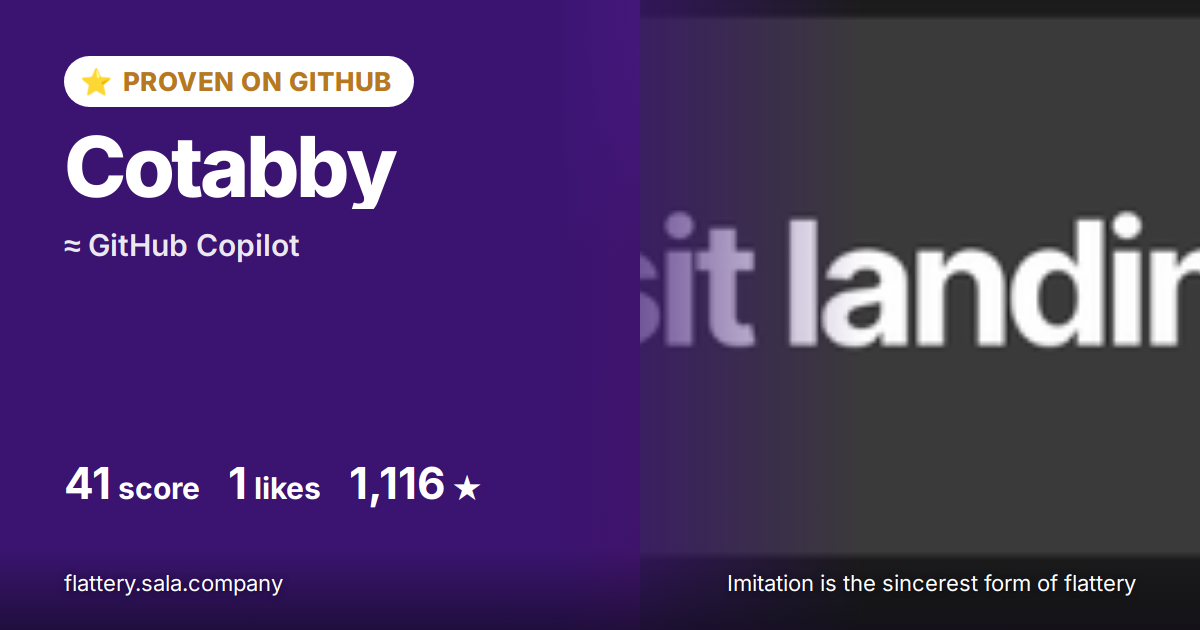 ⭐ PROVEN ON GITHUB
Cotabby
≈ GitHub Copilot
sit landin
41 score 1 likes 1,116 ★
flattery.sala.company
Imitation is the sincerest form of flattery